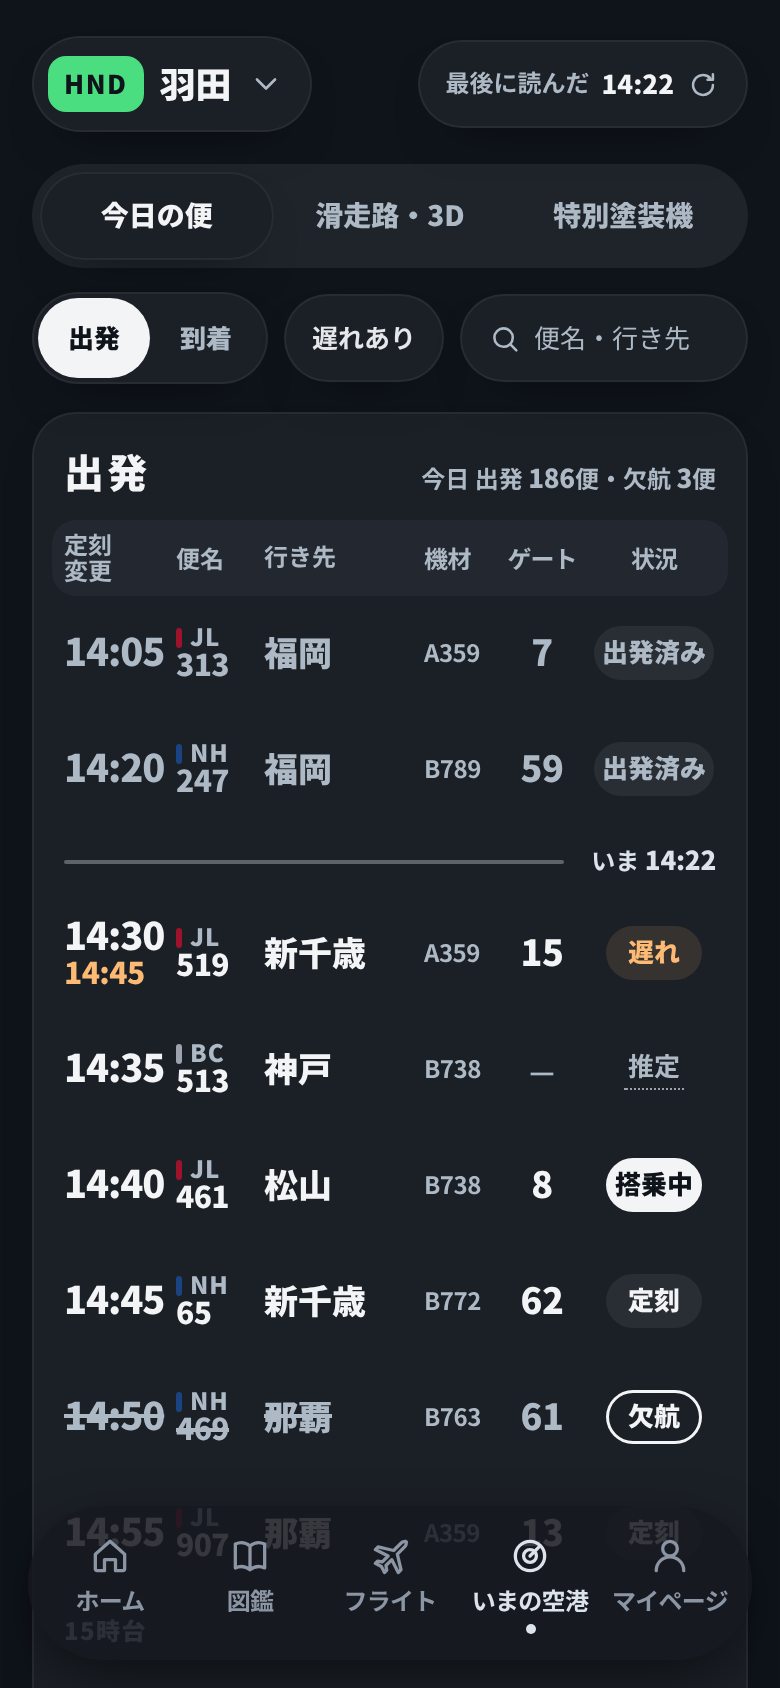 HND 羽田
最後に読んだ 14:22
今日の便 滑走路・3D 特別塗装機
出発 到着 遅れあり 便名・行き先
出発
今日 出発 186便・欠航 3便
定刻
変更
便名 行き先 機材 ゲート 状況
14:05 JL 313 福岡 A359 7 出発済み
14:20 NH 247 福岡 B789 59 出発済み
いま 14:22
14:30 14:45 JL 519 新千歳 A359 15 遅れ
14:35 BC 513 神戸 B738 — 推定
14:40 JL 461 松山 B738 8 搭乗中
14:45 NH 65 新千歳 B772 62 定刻
14:50 NH 469 那覇 B763 61 欠航
14:55 JL 907 那覇 A359 13 定刻
ホーム 図鑑 フライト いまの空港 マイページ
15時台